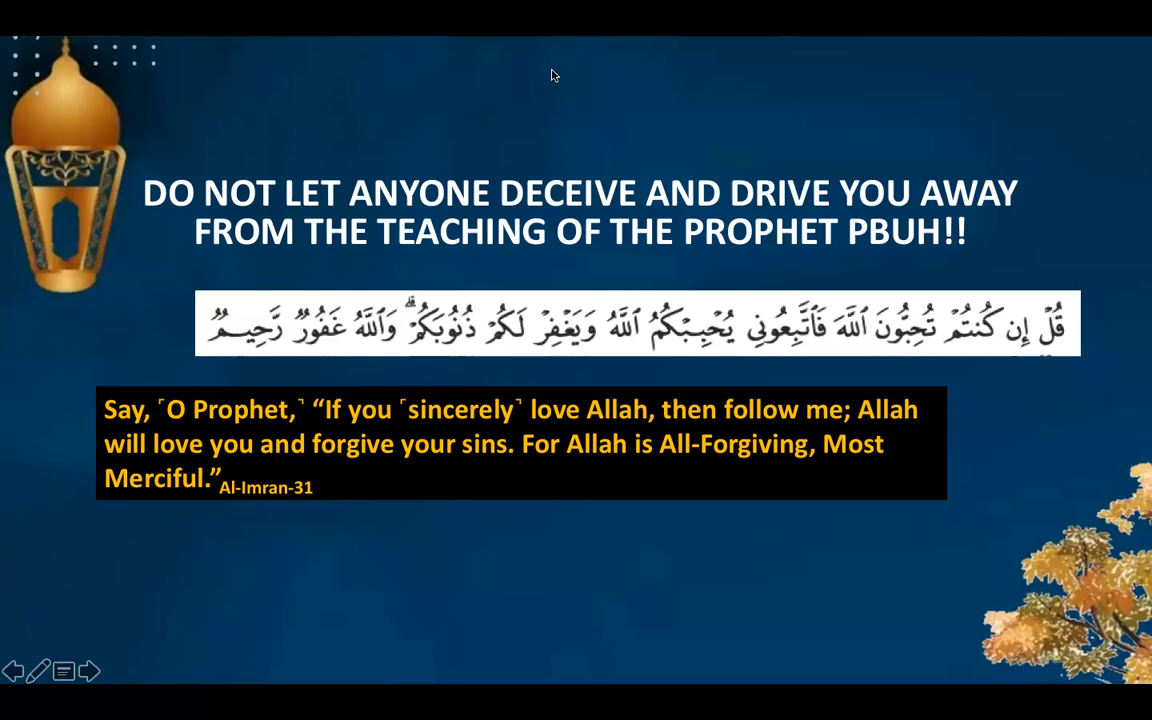 DO NOT LET ANYONE DECEIVE AND DRIVE YOU AWAY
FROM THE TEACHING OF THE PROPHET PBUH!!
قُلْ إِن كُنتُمْ تُحِبُّونَ ٱللَّهَ فَٱتَّبِعُونِى يُحْبِبْكُمُ ٱللَّهُ وَيَغْفِرْ لَكُمْ ذُنُوبَكُمْ ۗ وَٱللَّهُ غَفُورٌ رَّحِيمٌ
Say, ˹O Prophet,˺ “If you ˹sincerely˺ love Allah, then follow me; Allah
will love you and forgive your sins. For Allah is All-Forgiving, Most
Merciful.” Al-Imran-31